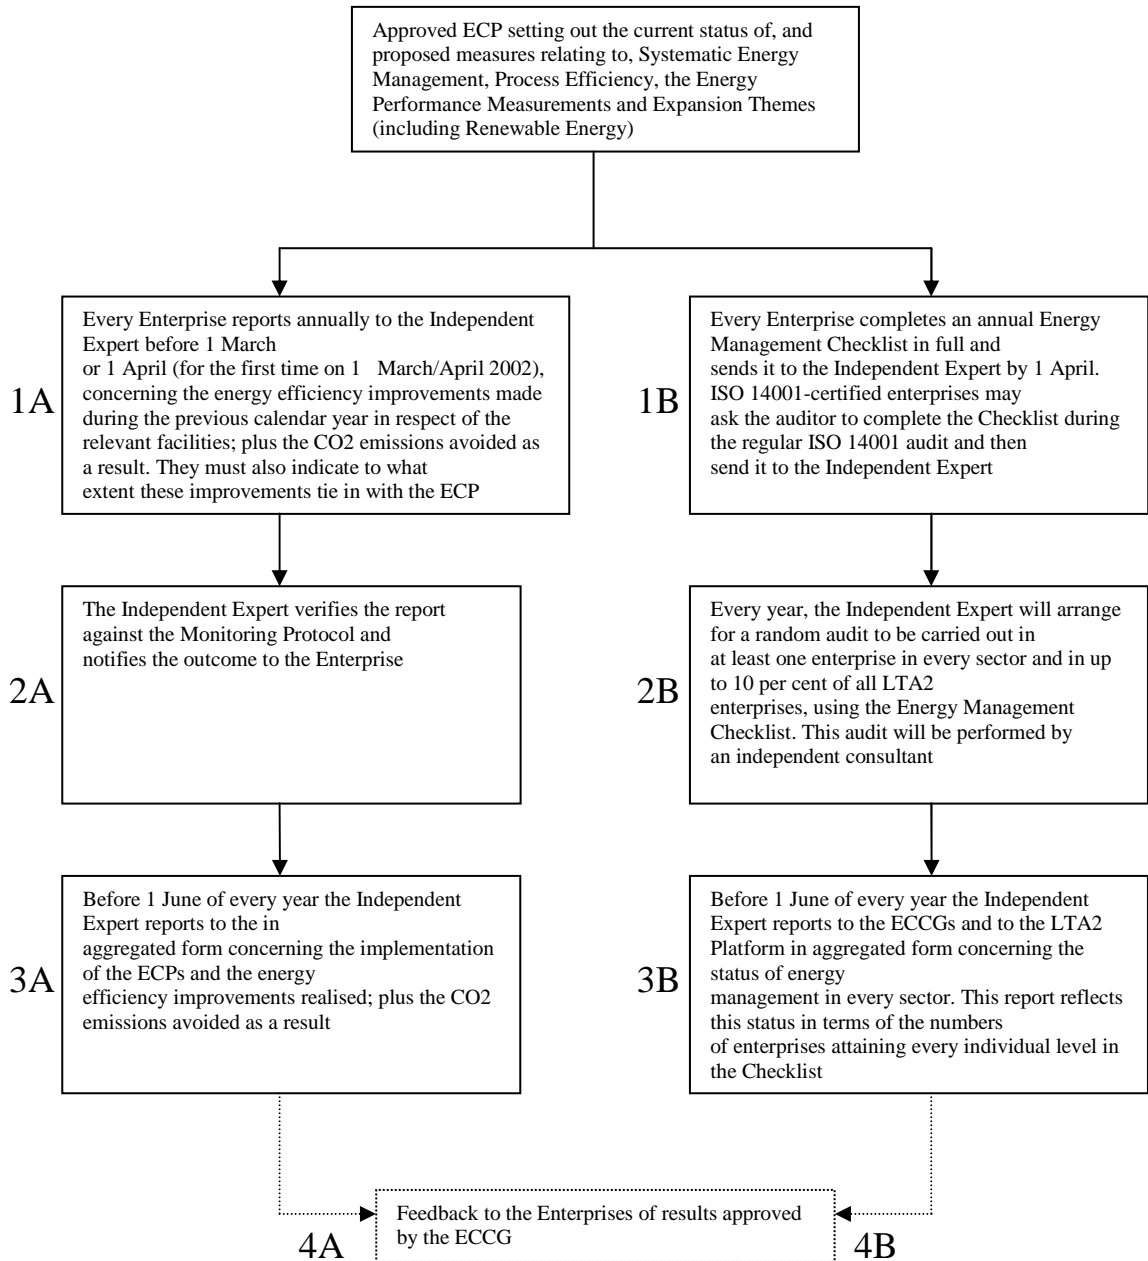 Approved ECP setting out the current status of, and
proposed measures relating to, Systematic Energy
Management, Process Efficiency, the Energy
Performance Measurements and Expansion Themes
(including Renewable Energy)
1A
Every Enterprise reports annually to the Independent
Expert before 1 March
or 1 April (for the first time on 1 March/April 2002),
concerning the energy efficiency improvements made
during the previous calendar year in respect of the
relevant facilities; plus the CO2 emissions avoided as
a result. They must also indicate to what
extent these improvements tie in with the ECP
1B
Every Enterprise completes an annual Energy
Management Checklist in full and
sends it to the Independent Expert by 1 April.
ISO 14001-certified enterprises may
ask the auditor to complete the Checklist during
the regular ISO 14001 audit and then
send it to the Independent Expert
2A
The Independent Expert verifies the report
against the Monitoring Protocol and
notifies the outcome to the Enterprise
2B
Every year, the Independent Expert will arrange
for a random audit to be carried out in
at least one enterprise in every sector and in up
to 10 per cent of all LTA2
enterprises, using the Energy Management
Checklist. This audit will be performed by
an independent consultant
3A
Before 1 June of every year the Independent
Expert reports to the in
aggregated form concerning the implementation
of the ECPs and the energy
efficiency improvements realised; plus the CO2
emissions avoided as a result
3B
Before 1 June of every year the Independent
Expert reports to the ECCGs and to the LTA2
Platform in aggregated form concerning the
status of energy
management in every sector. This report reflects
this status in terms of the numbers
of enterprises attaining every individual level in
the Checklist
4A
Feedback to the Enterprises of results approved
by the ECCG
4B